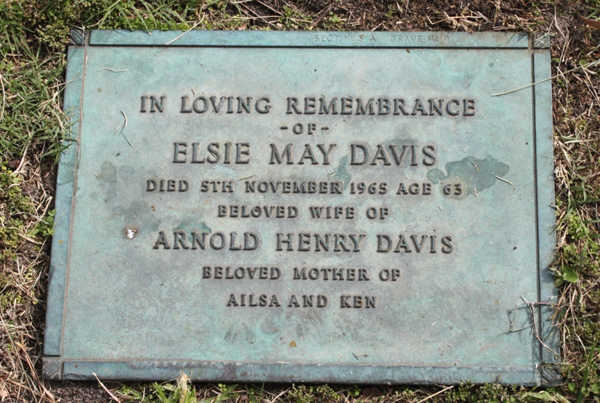 IN LOVING REMEMBRANCE
-OF-
ELSIE MAY DAVIS
DIED 5TH NOVEMBER 1965 AGE 63
BELOVED WIFE OF
ARNOLD HENRY DAVIS
BELOVED MOTHER OF
AILSA AND KEN